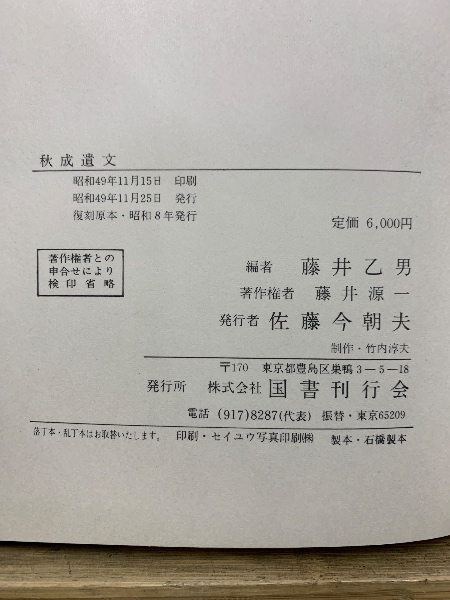 秋成遺文
昭和49年11月15日 印刷
昭和49年11月25日 発行
復刻原本・昭和8年発行
定価 6,000円
著作権者との
申合せにより
検印省略
編者 藤井乙男
著作権者 藤井源一
発行者 佐藤今朝夫
制作・竹内淳夫
〒170 東京都豊島区巣鴨3-5-18
発行所 株式会社 国書刊行会
電話 (917)8287(代表) 振替・東京65209
落丁本・乱丁本はお取替いたします。 印刷・セイユウ写真印刷㈱ 製本・石橋製本